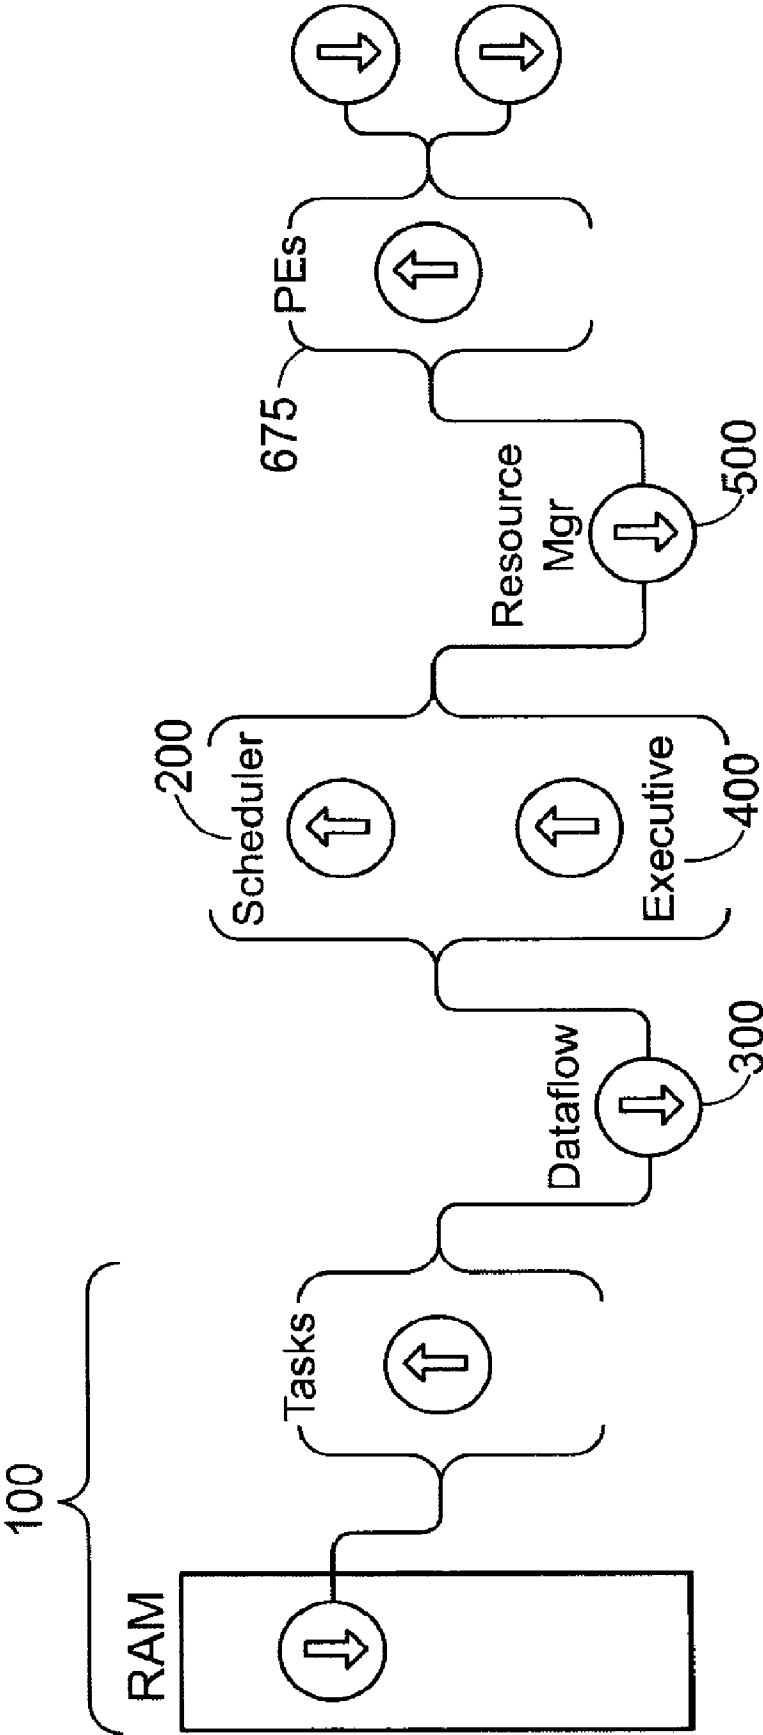 100
RAM
Tasks
Dataflow
300
Scheduler
200
Executive
400
Resource
Mgr
500
675
PEs